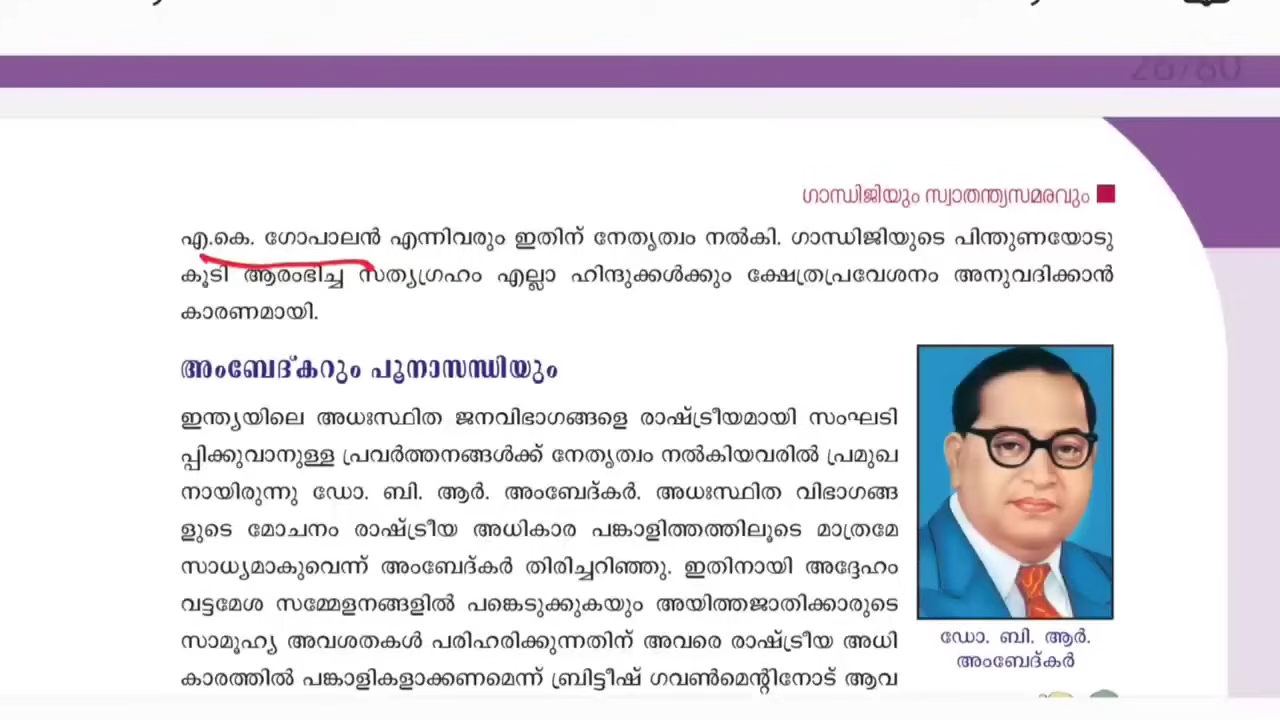 26/80
ഗാന്ധിജിയും സ്വാതന്ത്ര്യസമരവും
എ.കെ. ഗോപാലൻ എന്നിവരും ഇതിന് നേതൃത്വം നൽകി. ഗാന്ധിജിയുടെ പിന്തുണയോടു
കൂടി ആരംഭിച്ച സത്യഗ്രഹം എല്ലാ ഹിന്ദുക്കൾക്കും ക്ഷേത്രപ്രവേശനം അനുവദിക്കാൻ
കാരണമായി.
അംബേദ്കറും പൂനാസന്ധിയും
ഇന്ത്യയിലെ അധഃസ്ഥിത ജനവിഭാഗങ്ങളെ രാഷ്ട്രീയമായി സംഘടി
പ്പിക്കുവാനുള്ള പ്രവർത്തനങ്ങൾക്ക് നേതൃത്വം നൽകിയവരിൽ പ്രമുഖ
നായിരുന്നു ഡോ. ബി. ആർ. അംബേദ്കർ. അധഃസ്ഥിത വിഭാഗങ്ങ
ളുടെ മോചനം രാഷ്ട്രീയ അധികാര പങ്കാളിത്തത്തിലൂടെ മാത്രമേ
സാധ്യമാകുവെന്ന് അംബേദ്കർ തിരിച്ചറിഞ്ഞു. ഇതിനായി അദ്ദേഹം
വട്ടമേശ സമ്മേളനങ്ങളിൽ പങ്കെടുക്കുകയും അയിത്തജാതിക്കാരുടെ
സാമൂഹ്യ അവശതകൾ പരിഹരിക്കുന്നതിന് അവരെ രാഷ്ട്രീയ അധി
കാരത്തിൽ പങ്കാളികളാക്കണമെന്ന് ബ്രിട്ടീഷ് ഗവൺമെന്റിനോട് ആവ
ഡോ. ബി. ആർ.
അംബേദ്കർ